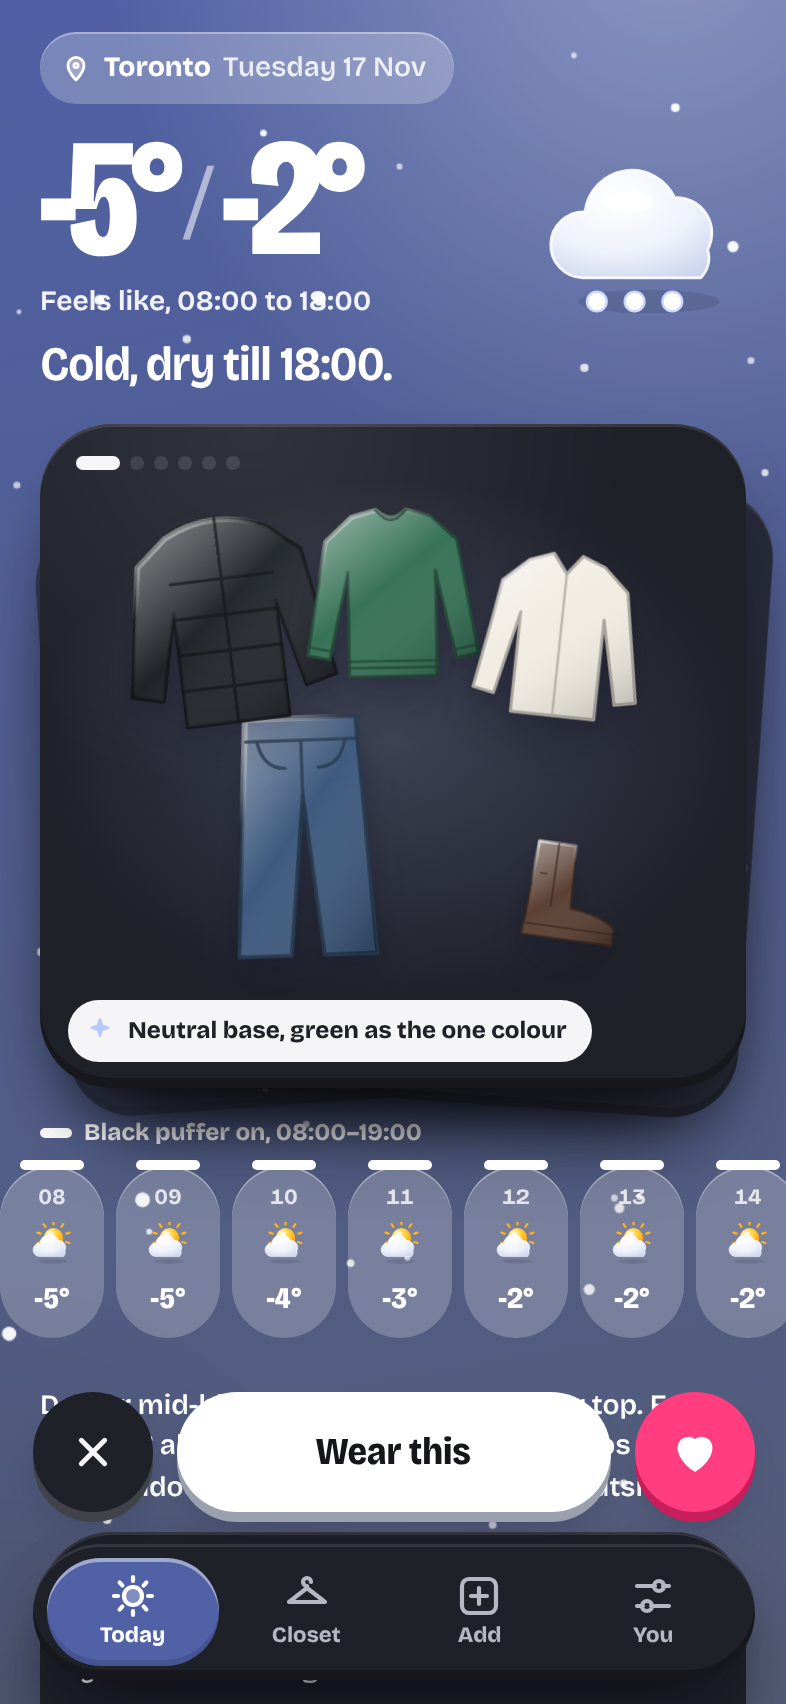 Toronto Tuesday 17 Nov
-5°/-2°
Feels like, 08:00 to 18:00
Cold, dry till 18:00.
Neutral base, green as the one colour
Black puffer on, 08:00–19:00
08 09 10 11 12 13 14
-5° -5° -4° -3° -2° -2° -2°
top.
Wear this
Today Closet Add You